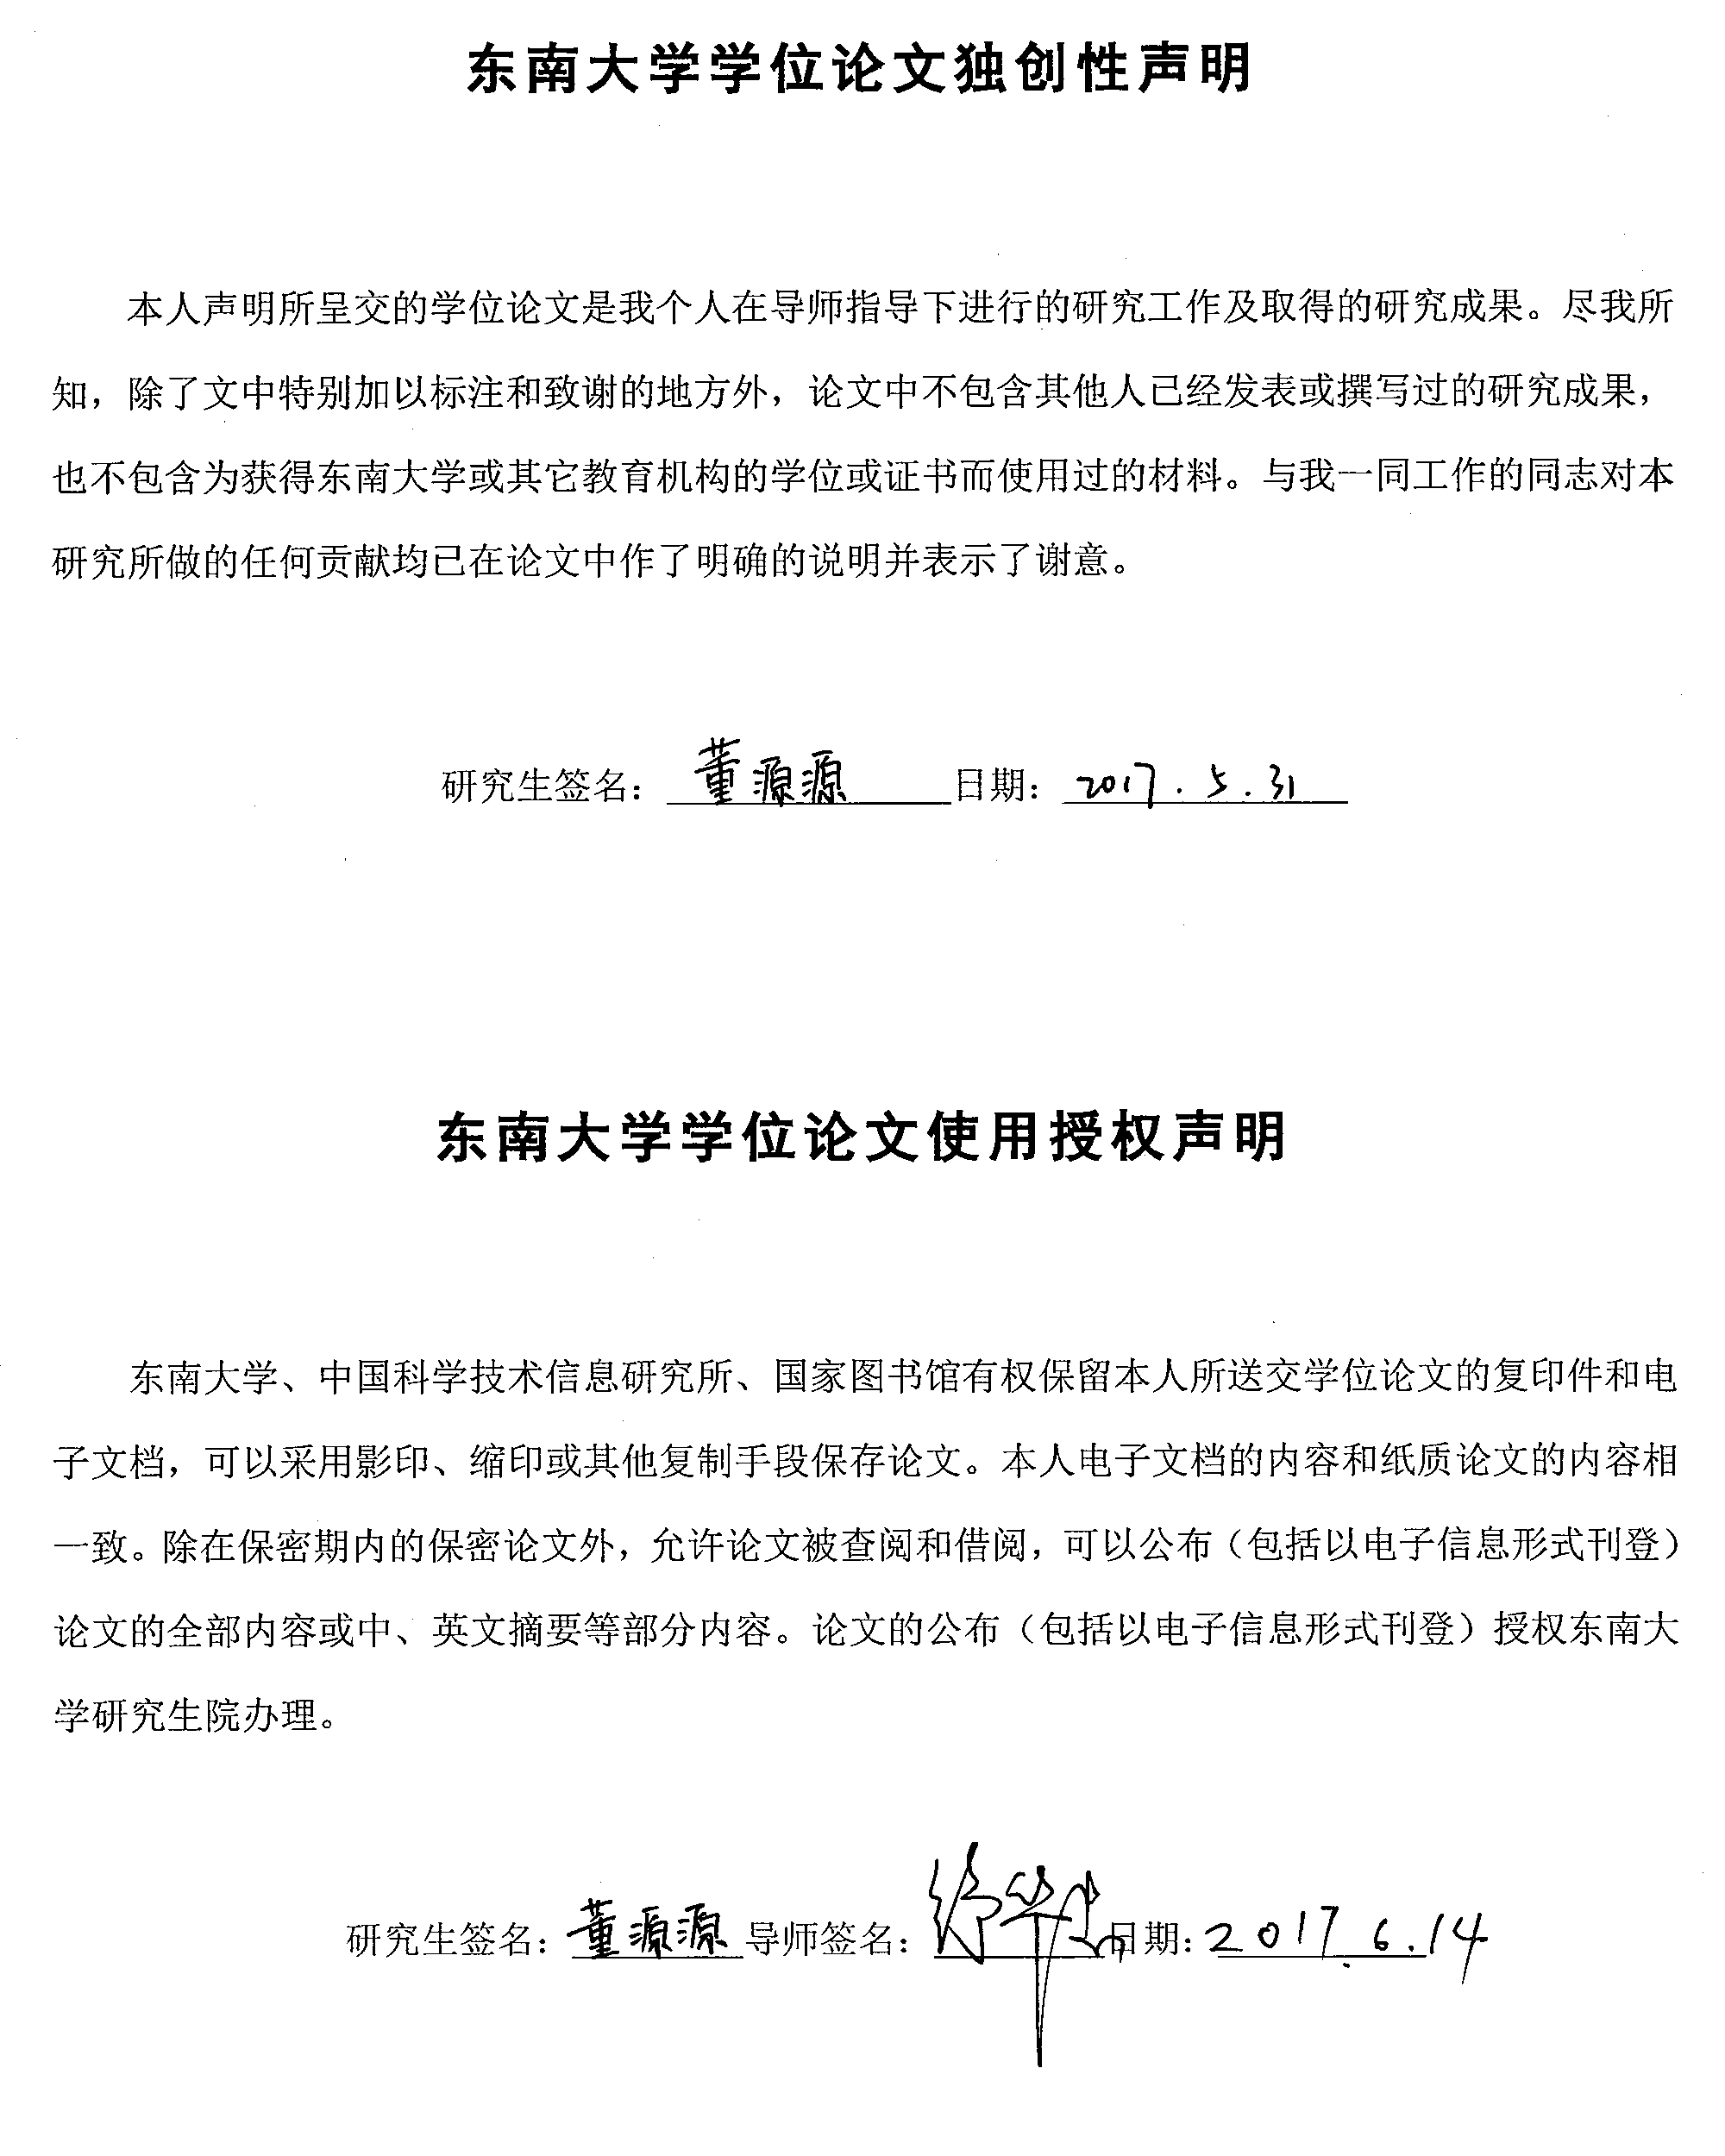 东南大学学位论文独创性声明
本人声明所呈交的学位论文是我个人在导师指导下进行的研究工作及取得的研究成果。尽我所
知，除了文中特别加以标注和致谢的地方外，论文中不包含其他人已经发表或撰写过的研究成果，
也不包含为获得东南大学或其它教育机构的学位或证书而使用过的材料。与我一同工作的同志对本
研究所做的任何贡献均已在论文中作了明确的说明并表示了谢意。
研究生签名： 董源源 日期： 2017.5.31
东南大学学位论文使用授权声明
东南大学、中国科学技术信息研究所、国家图书馆有权保留本人所送交学位论文的复印件和电
子文档，可以采用影印、缩印或其他复制手段保存论文。本人电子文档的内容和纸质论文的内容相
一致。除在保密期内的保密论文外，允许论文被查阅和借阅，可以公布（包括以电子信息形式刊登）
论文的全部内容或中、英文摘要等部分内容。论文的公布（包括以电子信息形式刊登）授权东南大
学研究生院办理。
研究生签名：董源源 导师签名： 日期：2017.6.14